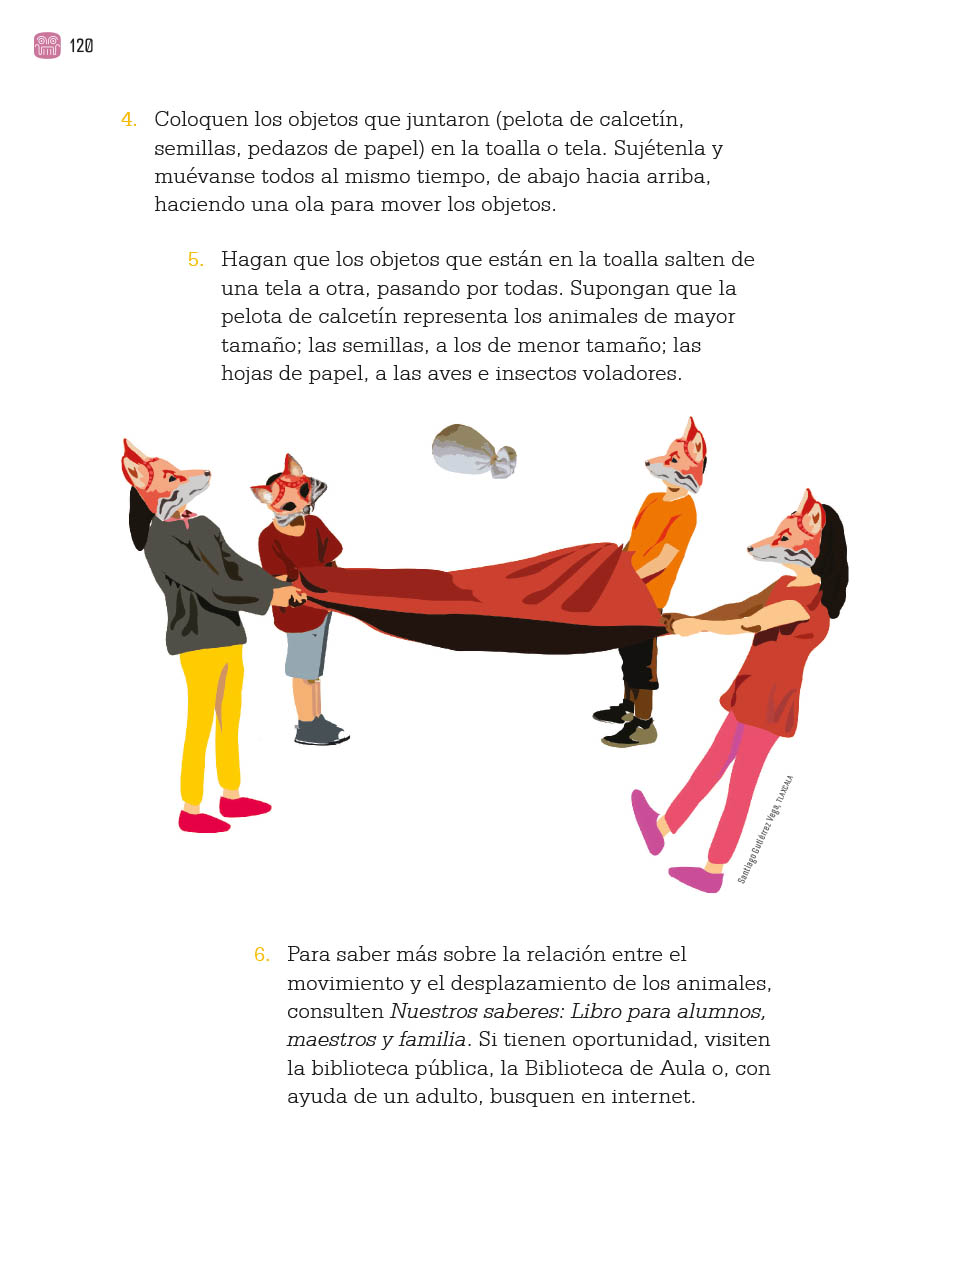 120
4. Coloquen los objetos que juntaron (pelota de calcetín,
semillas, pedazos de papel) en la toalla o tela. Sujétenla y
muévanse todos al mismo tiempo, de abajo hacia arriba,
haciendo una ola para mover los objetos.
5. Hagan que los objetos que están en la toalla salten de
una tela a otra, pasando por todas. Supongan que la
pelota de calcetín representa los animales de mayor
tamaño; las semillas, a los de menor tamaño; las
hojas de papel, a las aves e insectos voladores.
Santiago Gutiérrez Vega, TLAXCALA
6. Para saber más sobre la relación entre el
movimiento y el desplazamiento de los animales,
consulten Nuestros saberes: Libro para alumnos,
maestros y familia. Si tienen oportunidad, visiten
la biblioteca pública, la Biblioteca de Aula o, con
ayuda de un adulto, busquen en internet.